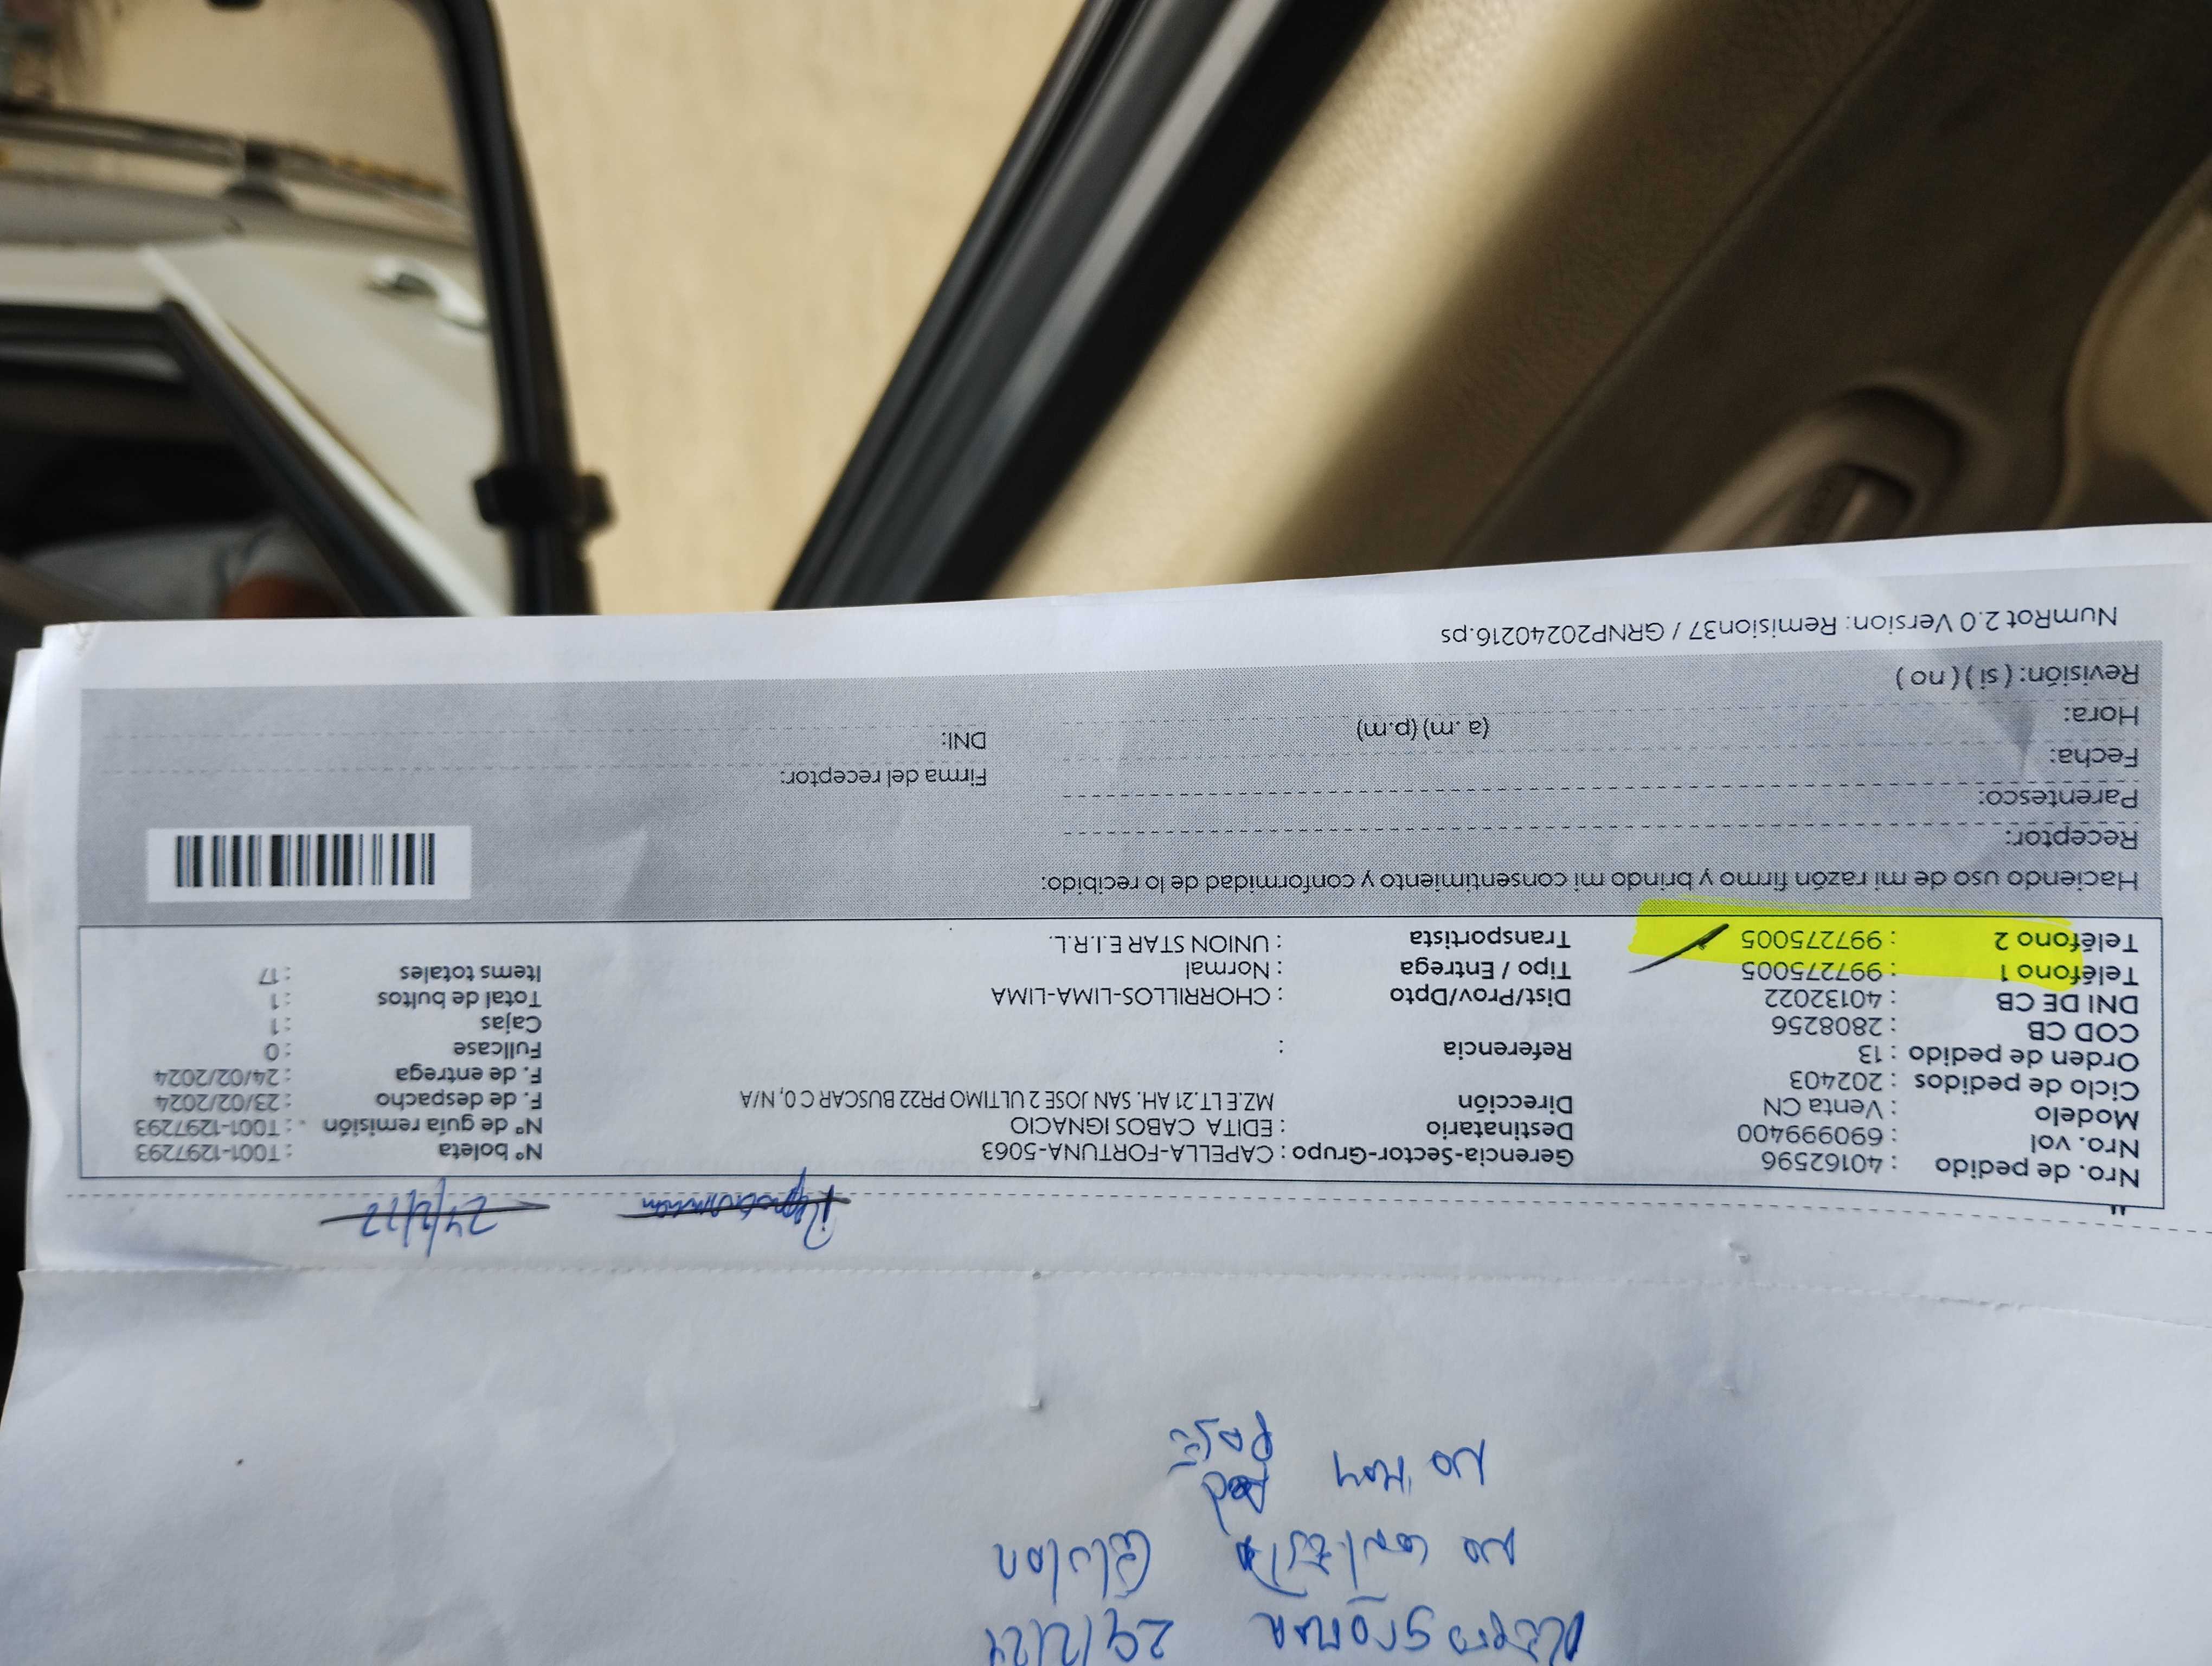 Reprogramar 29/2/24
no contesta Celular
no hay Pase
Reprogramar 24/2/22
Nro. de pedido : 40162596 Gerencia-Sector-Grupo : CAPELLA-FORTUNA-5063 N° boleta : T001-1297293
Nro. vol : 690999400 Destinatario : EDITA CABOS IGNACIO N° de guía remisión : T001-1297293
Modelo : Venta CN Dirección MZ.E LT.21 AH. SAN JOSE 2 ULTIMO PR22 BUSCAR C 0, N/A F. de despacho : 23/02/2024
Ciclo de pedidos : 202403 F. de entrega : 24/02/2024
Orden de pedido : 13 Referencia : Fullcase : 0
COD CB : 2808256 Cajas : 1
DNI DE CB : 40132022 Dist/Prov/Dpto : CHORRILLOS-LIMA-LIMA Total de bultos : 1
Teléfono 1 : 997275005 Tipo / Entrega : Normal Items totales : 17
Teléfono 2 : 997275005 Transportista : UNION STAR E.I.R.L.
Haciendo uso de mi razón firmo y brindo mi consentimiento y conformidad de lo recibido:
Receptor:
Parentesco: Firma del receptor:
Fecha: DNI:
Hora: (a .m) (p.m)
Revisión: ( si ) ( no )
NumRot 2.0 Version: Remision37 / GRNP20240216.ps